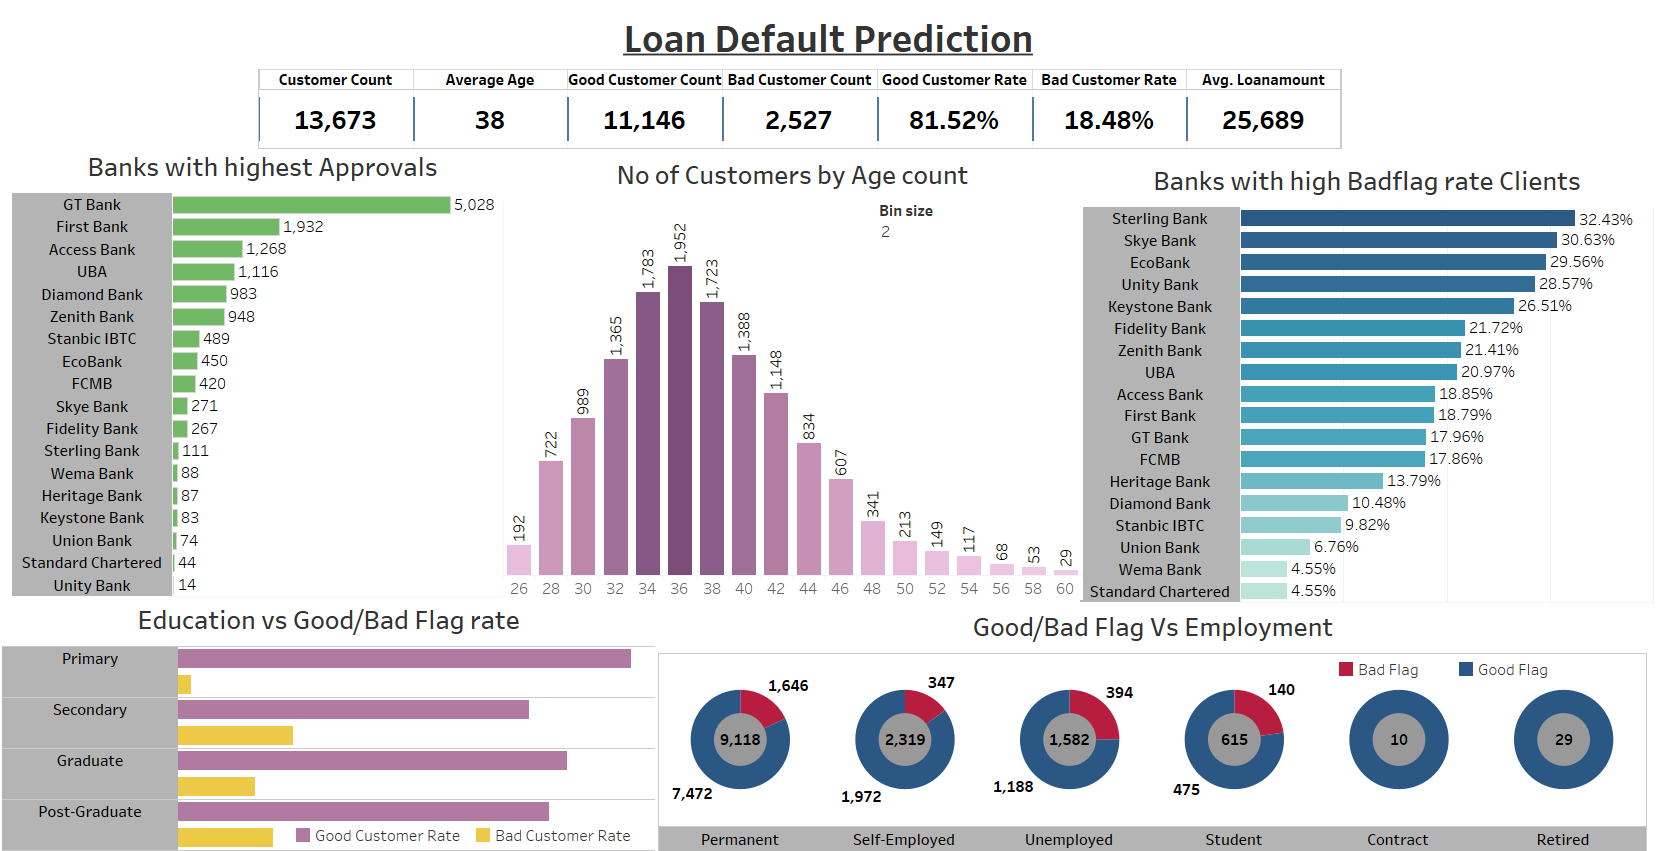 Loan Default Prediction
Customer Count Average Age Good Customer Count Bad Customer Count Good Customer Rate Bad Customer Rate Avg. Loanamount
13,673 38 11,146 2,527 81.52% 18.48% 25,689
Banks with highest Approvals
GT Bank 5,028
First Bank 1,932
Access Bank 1,268
UBA 1,116
Diamond Bank 983
Zenith Bank 948
Stanbic IBTC 489
EcoBank 450
FCMB 420
Skye Bank 271
Fidelity Bank 267
Sterling Bank 111
Wema Bank 88
Heritage Bank 87
Keystone Bank 83
Union Bank 74
Standard Chartered 44
Unity Bank 14
No of Customers by Age count
Bin size
2
192 722 989 1,365 1,783 1,952 1,723 1,388 1,148 834 607 341 213 149 117 68 53 29
26 28 30 32 34 36 38 40 42 44 46 48 50 52 54 56 58 60
Banks with high Badflag rate Clients
Sterling Bank 32.43%
Skye Bank 30.63%
EcoBank 29.56%
Unity Bank 28.57%
Keystone Bank 26.51%
Fidelity Bank 21.72%
Zenith Bank 21.41%
UBA 20.97%
Access Bank 18.85%
First Bank 18.79%
GT Bank 17.96%
FCMB 17.86%
Heritage Bank 13.79%
Diamond Bank 10.48%
Stanbic IBTC 9.82%
Union Bank 6.76%
Wema Bank 4.55%
Standard Chartered 4.55%
Education vs Good/Bad Flag rate
Primary
Secondary
Graduate
Post-Graduate
Good Customer Rate Bad Customer Rate
Good/Bad Flag Vs Employment
Bad Flag Good Flag
1,646 347 394 140
9,118 2,319 1,582 615 10 29
7,472 1,972 1,188 475
Permanent Self-Employed Unemployed Student Contract Retired